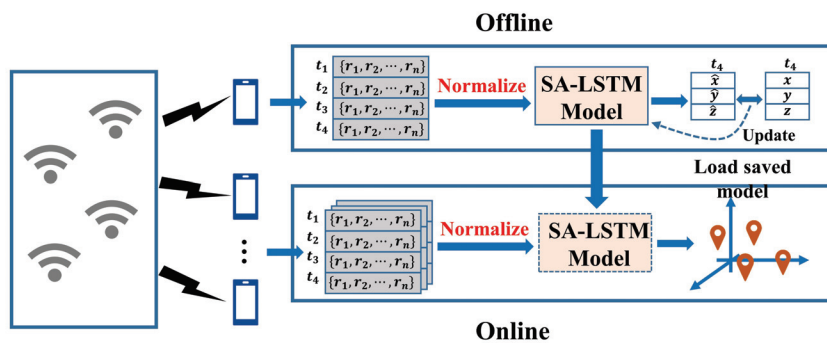 Offline
t₁ {r₁, r₂, ⋯, rₙ}
t₂ {r₁, r₂, ⋯, rₙ}
t₃ {r₁, r₂, ⋯, rₙ}
t₄ {r₁, r₂, ⋯, rₙ}
Normalize
SA-LSTM
Model
t₄
x̂
ŷ
ẑ
t₄
x
y
z
Update
Load saved
model
t₁ {r₁, r₂, ⋯, rₙ}
t₂ {r₁, r₂, ⋯, rₙ}
t₃ {r₁, r₂, ⋯, rₙ}
t₄ {r₁, r₂, ⋯, rₙ}
Normalize
SA-LSTM
Model
Online